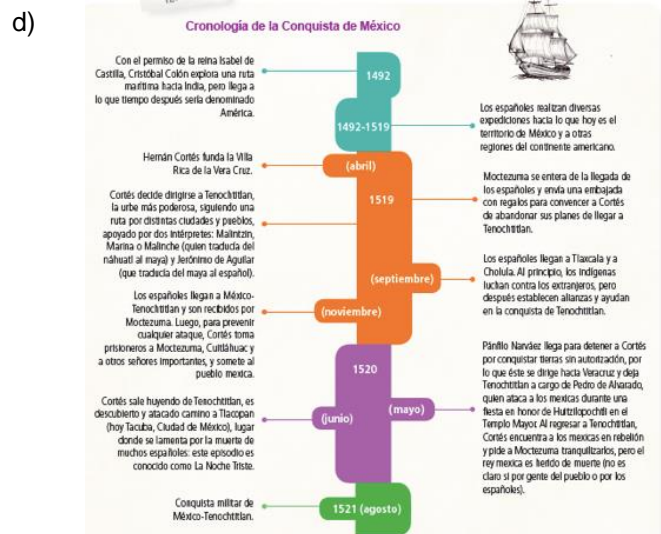 d)
Cronología de la Conquista de México
Con el permiso de la reina Isabel de
Castilla, Cristóbal Colón explora una ruta
marítima hacia India, pero llega a
lo que tiempo después sería denominado
América.
1492
1492-1519
Los españoles realizan diversas
expediciones hacia lo que hoy es el
territorio de México y a otras
regiones del continente americano.
Hernán Cortés funda la Villa
Rica de la Vera Cruz.
(abril)
1519
Moctezuma se entera de la llegada de
los españoles y envía una embajada
con regalos para convencer a Cortés
de abandonar sus planes de llegar a
Tenochtitlan.
Cortés decide dirigirse a Tenochtitlan,
la urbe más poderosa, siguiendo una
ruta por distintas ciudades y pueblos,
apoyado por dos intérpretes: Malintzin,
Marina o Malinche (quien traducía del
náhuatl al maya) y Jerónimo de Aguilar
(que traducía del maya al español).
(septiembre)
Los españoles llegan a Tlaxcala y a
Cholula. Al principio, los indígenas
luchan contra los extranjeros, pero
después establecen alianzas y ayudan
en la conquista de Tenochtitlan.
Los españoles llegan a México-
Tenochtitlan y son recibidos por
Moctezuma. Luego, para prevenir
cualquier ataque, Cortés toma
prisioneros a Moctezuma, Cuitláhuac y
a otros señores importantes, y somete al
pueblo mexica.
(noviembre)
1520
(mayo)
Pánfilo Narváez llega para detener a Cortés
por conquistar tierras sin autorización, por
lo que éste se dirige hacia Veracruz y deja
Tenochtitlan a cargo de Pedro de Alvarado,
quien ataca a los mexicas durante una
fiesta en honor de Huitzilopochtli en el
Templo Mayor. Al regresar a Tenochtitlan,
Cortés encuentra a los mexicas en rebelión
y pide a Moctezuma tranquilizarlos, pero el
rey mexica es herido de muerte (no es
claro si por gente del pueblo o por los
españoles).
Cortés sale huyendo de Tenochtitlan, es
descubierto y atacado camino a Tlacopan
(hoy Tacuba, Ciudad de México), lugar
donde se lamenta por la muerte de
muchos españoles: este episodio es
conocido como La Noche Triste.
(junio)
Conquista militar de
México-Tenochtitlan.
1521 (agosto)